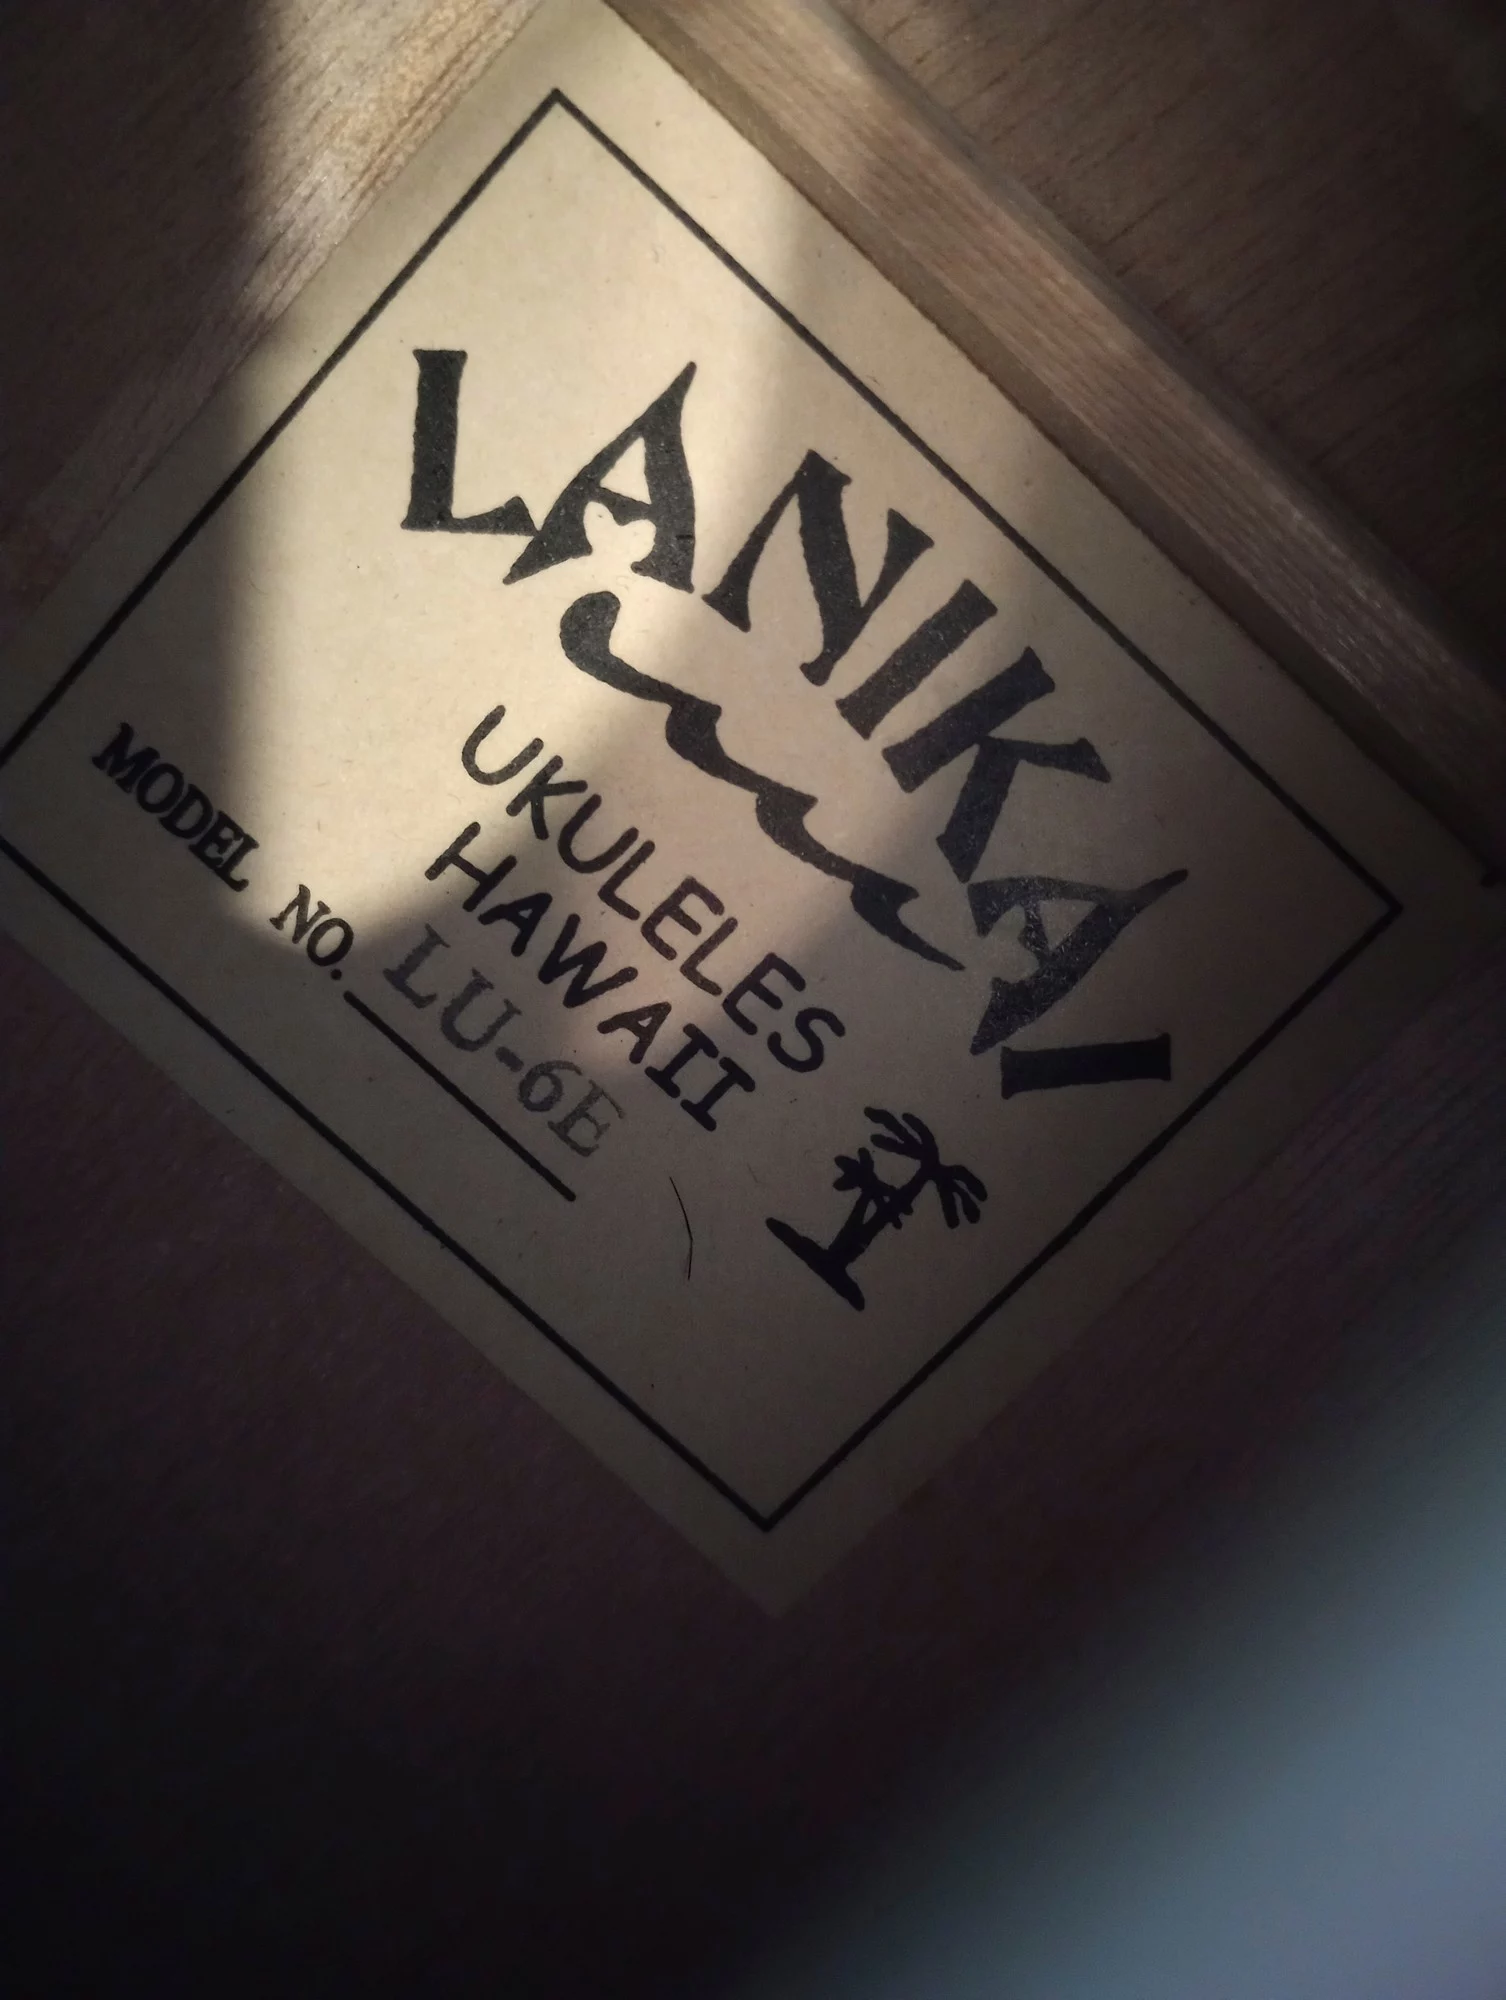 LANIKAI
UKULELES
HAWAII
MODEL NO. LU-6E